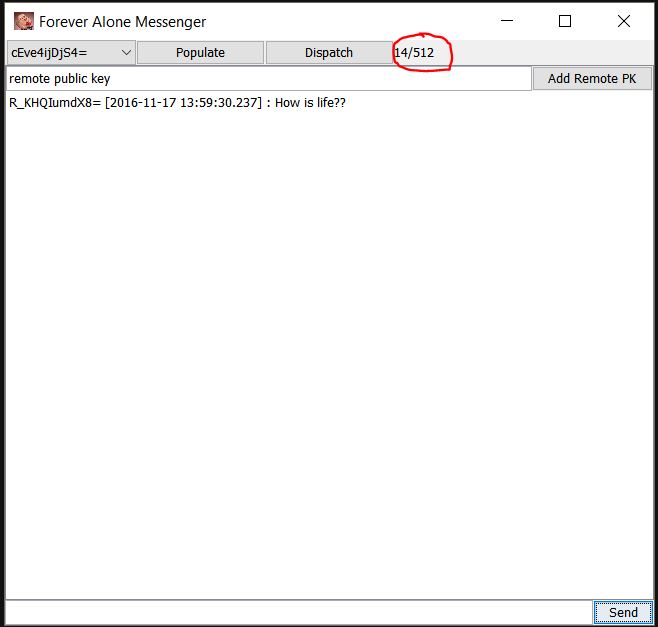 Forever Alone Messenger
cEve4ijDjS4= Populate Dispatch 14/512
remote public key Add Remote PK
R_KHQIumdX8= [2016-11-17 13:59:30.237] : How is life??
Send